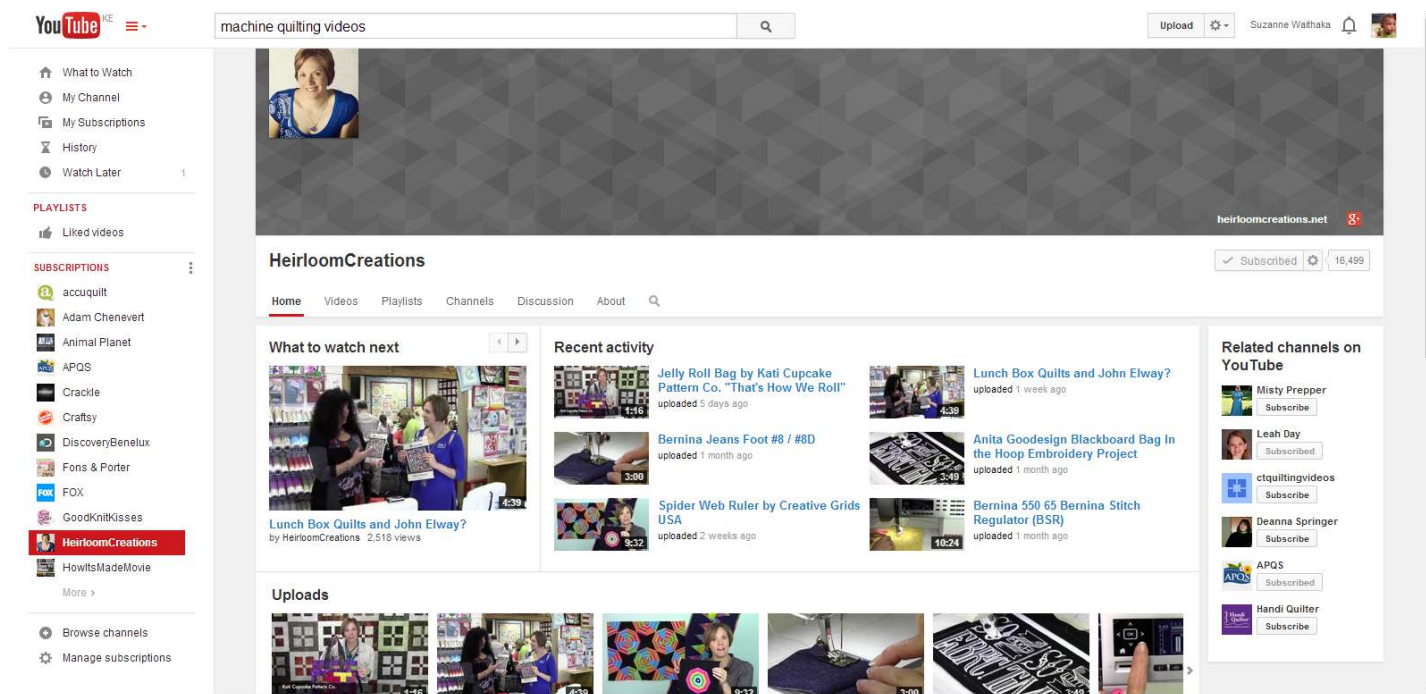 YouTube KE
machine quilting videos
Upload
Suzanne Waithaka
What to Watch
My Channel
My Subscriptions
History
Watch Later 1
PLAYLISTS
Liked videos
SUBSCRIPTIONS
accuquilt
Adam Chenevert
Animal Planet
APQS
Crackle
Craftsy
DiscoveryBenelux
Fons & Porter
FOX
GoodKnitKisses
HeirloomCreations
HowItsMadeMovie
More ›
Browse channels
Manage subscriptions
heirloomcreations.net
HeirloomCreations
Subscribed 16,499
Home Videos Playlists Channels Discussion About
What to watch next
4:39
Lunch Box Quilts and John Elway?
by HeirloomCreations 2,518 views
Recent activity
1:16
Jelly Roll Bag by Kati Cupcake
Pattern Co. "That's How We Roll"
uploaded 5 days ago
4:39
Lunch Box Quilts and John Elway?
uploaded 1 week ago
3:00
Bernina Jeans Foot #8 / #8D
uploaded 1 month ago
3:49
Anita Goodesign Blackboard Bag In
the Hoop Embroidery Project
uploaded 1 month ago
9:32
Spider Web Ruler by Creative Grids
USA
uploaded 2 weeks ago
10:24
Bernina 550 65 Bernina Stitch
Regulator (BSR)
uploaded 1 month ago
Uploads
Kati Cupcake Pattern Co.
1:16
4:39
9:32
3:00
3:49
Related channels on
YouTube
Misty Prepper
Subscribe
Leah Day
Subscribed
ctquiltingvideos
Subscribe
Deanna Springer
Subscribe
APQS
APQS
Subscribed
Handi Quilter
Handi Quilter
Subscribe